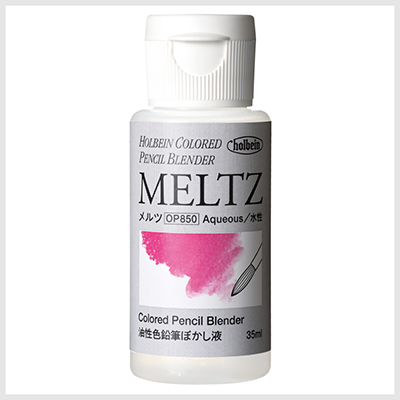 holbein
HOLBEIN COLORED
PENCIL BLENDER
MELTZ
メルツ OP850 Aqueous/水性
Colored Pencil Blender
油性色鉛筆ぼかし液 35ml